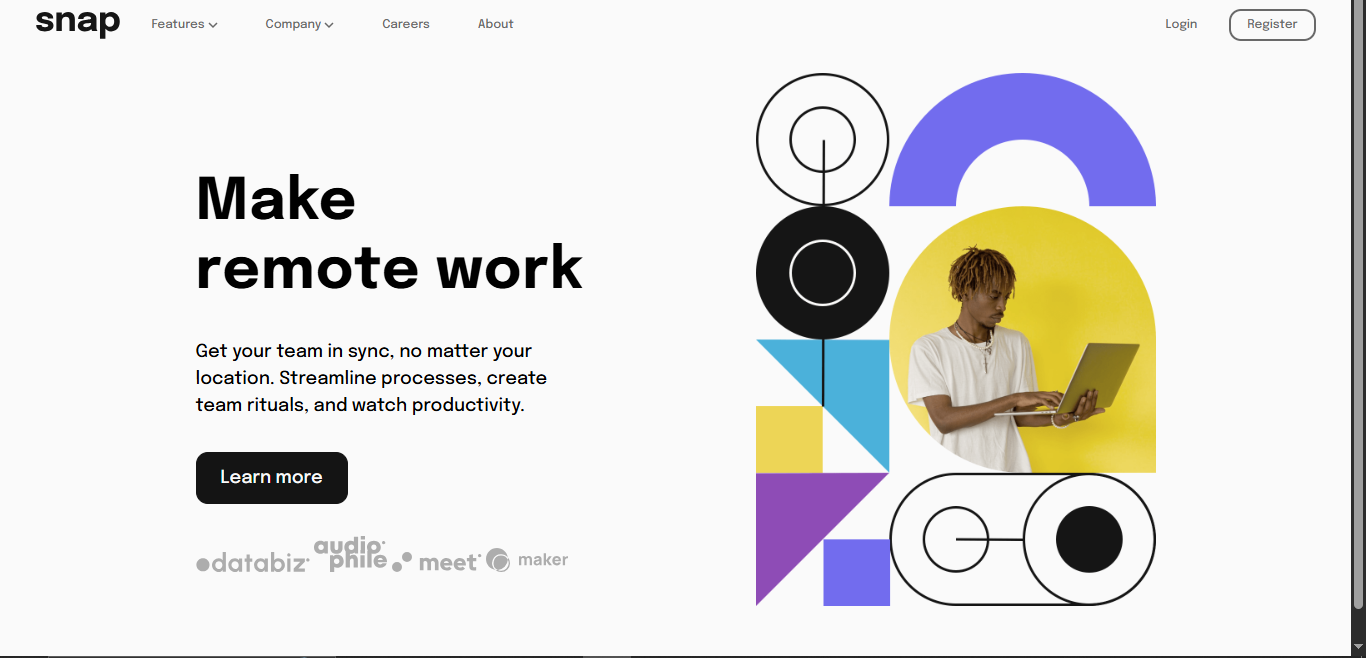 snap Features Company Careers About Login Register
Make
remote work
Get your team in sync, no matter your
location. Streamline processes, create
team rituals, and watch productivity.
Learn more
databiz audiophile meet maker